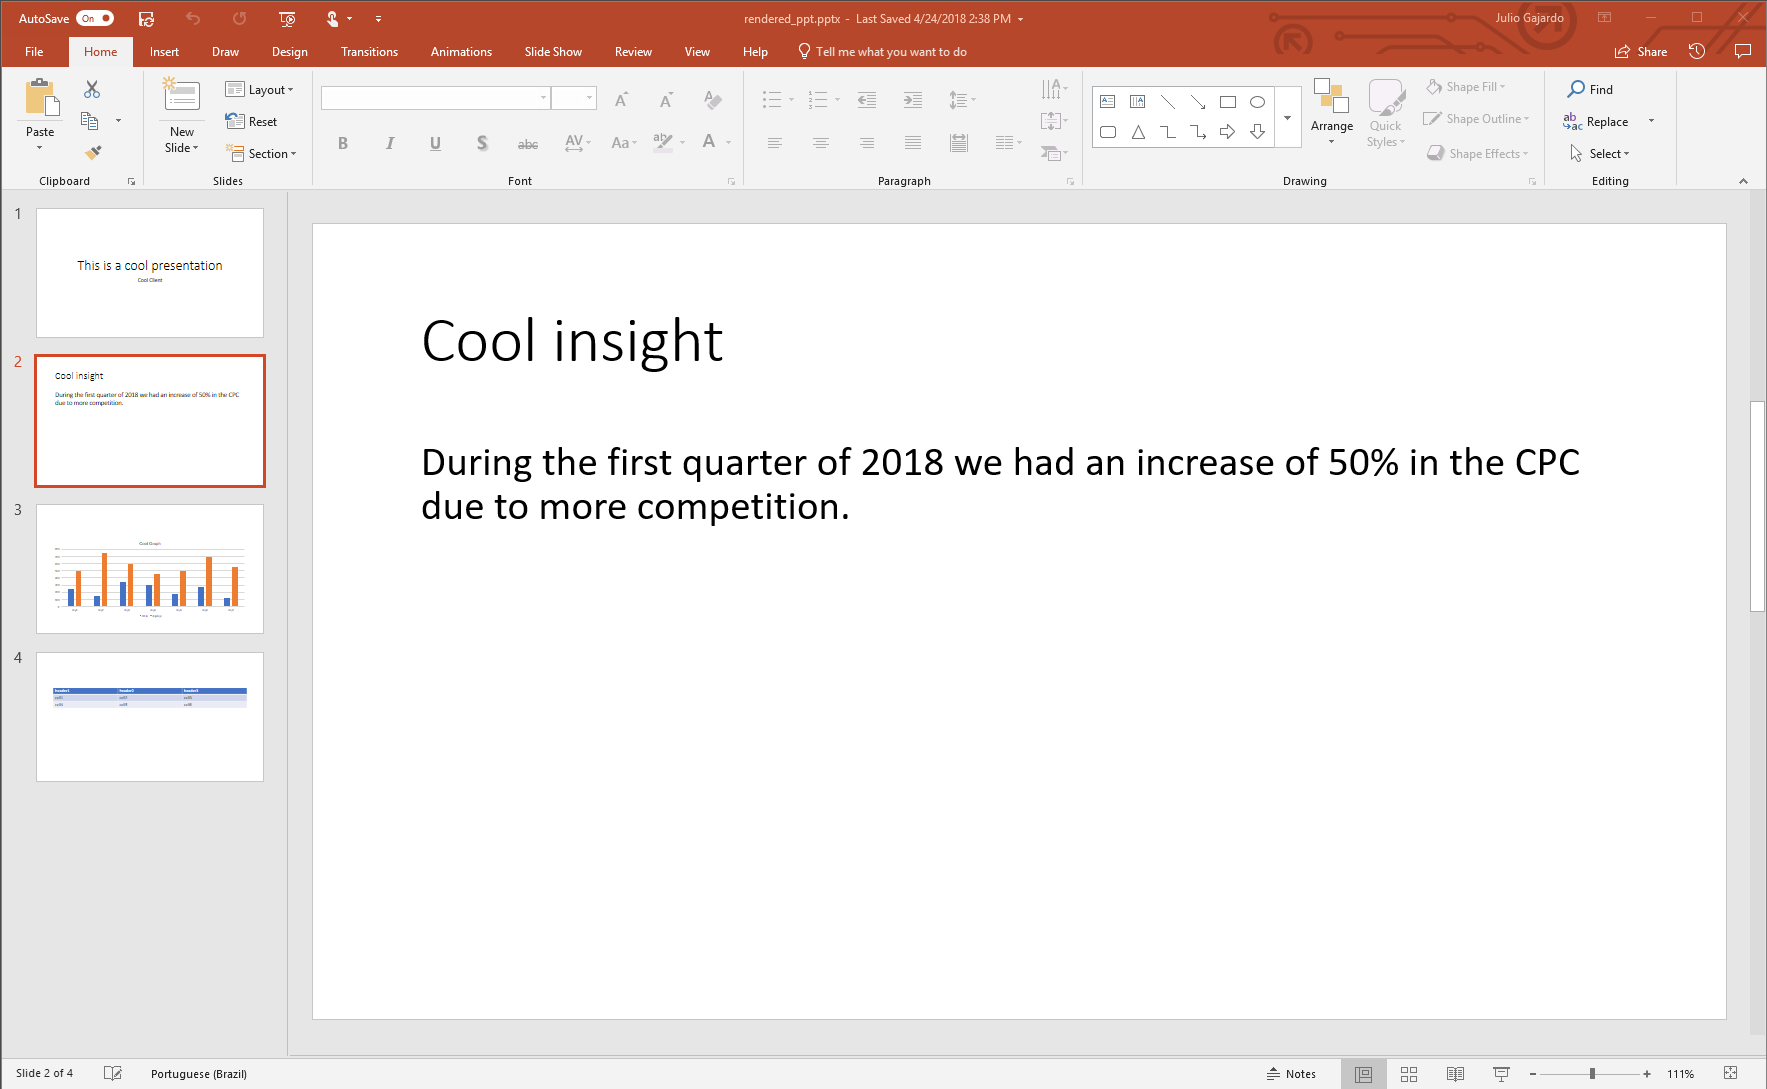 AutoSave On rendered_ppt.pptx - Last Saved 4/24/2018 2:38 PM Julio Gajardo
File Home Insert Draw Design Transitions Animations Slide Show Review View Help Tell me what you want to do Share
Paste
New Slide
Layout
Reset
Section
B I U S abc AV Aa ab A
Arrange
Quick Styles
Shape Fill
Shape Outline
Shape Effects
Find
Replace
Select
Clipboard Slides Font Paragraph Drawing Editing
1
This is a cool presentation
Cool Client
2
Cool insight
During the first quarter of 2018 we had an increase of 50% in the CPC
due to more competition.
3
Cool Graph
4
header1 header2 header3
Cool insight
During the first quarter of 2018 we had an increase of 50% in the CPC
due to more competition.
Slide 2 of 4 Portuguese (Brazil) Notes 111%